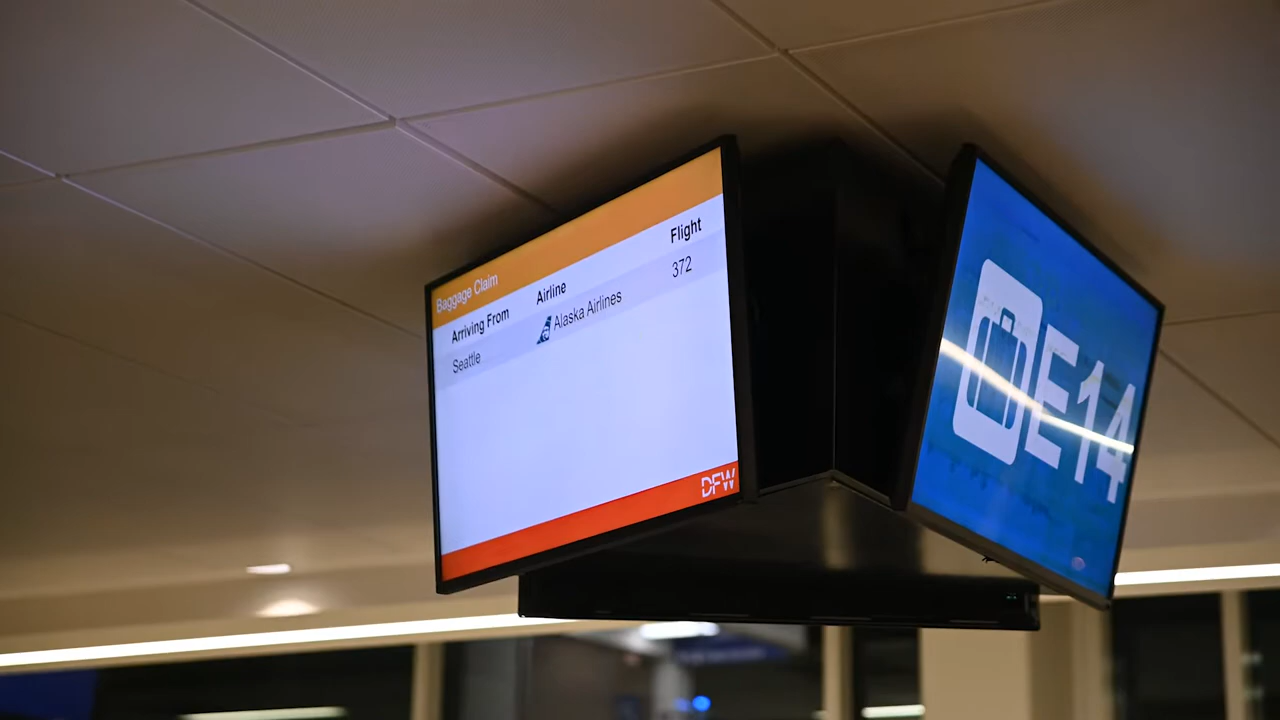 Baggage Claim
Arriving From Airline Flight
Seattle Alaska Airlines 372
DFW
E14